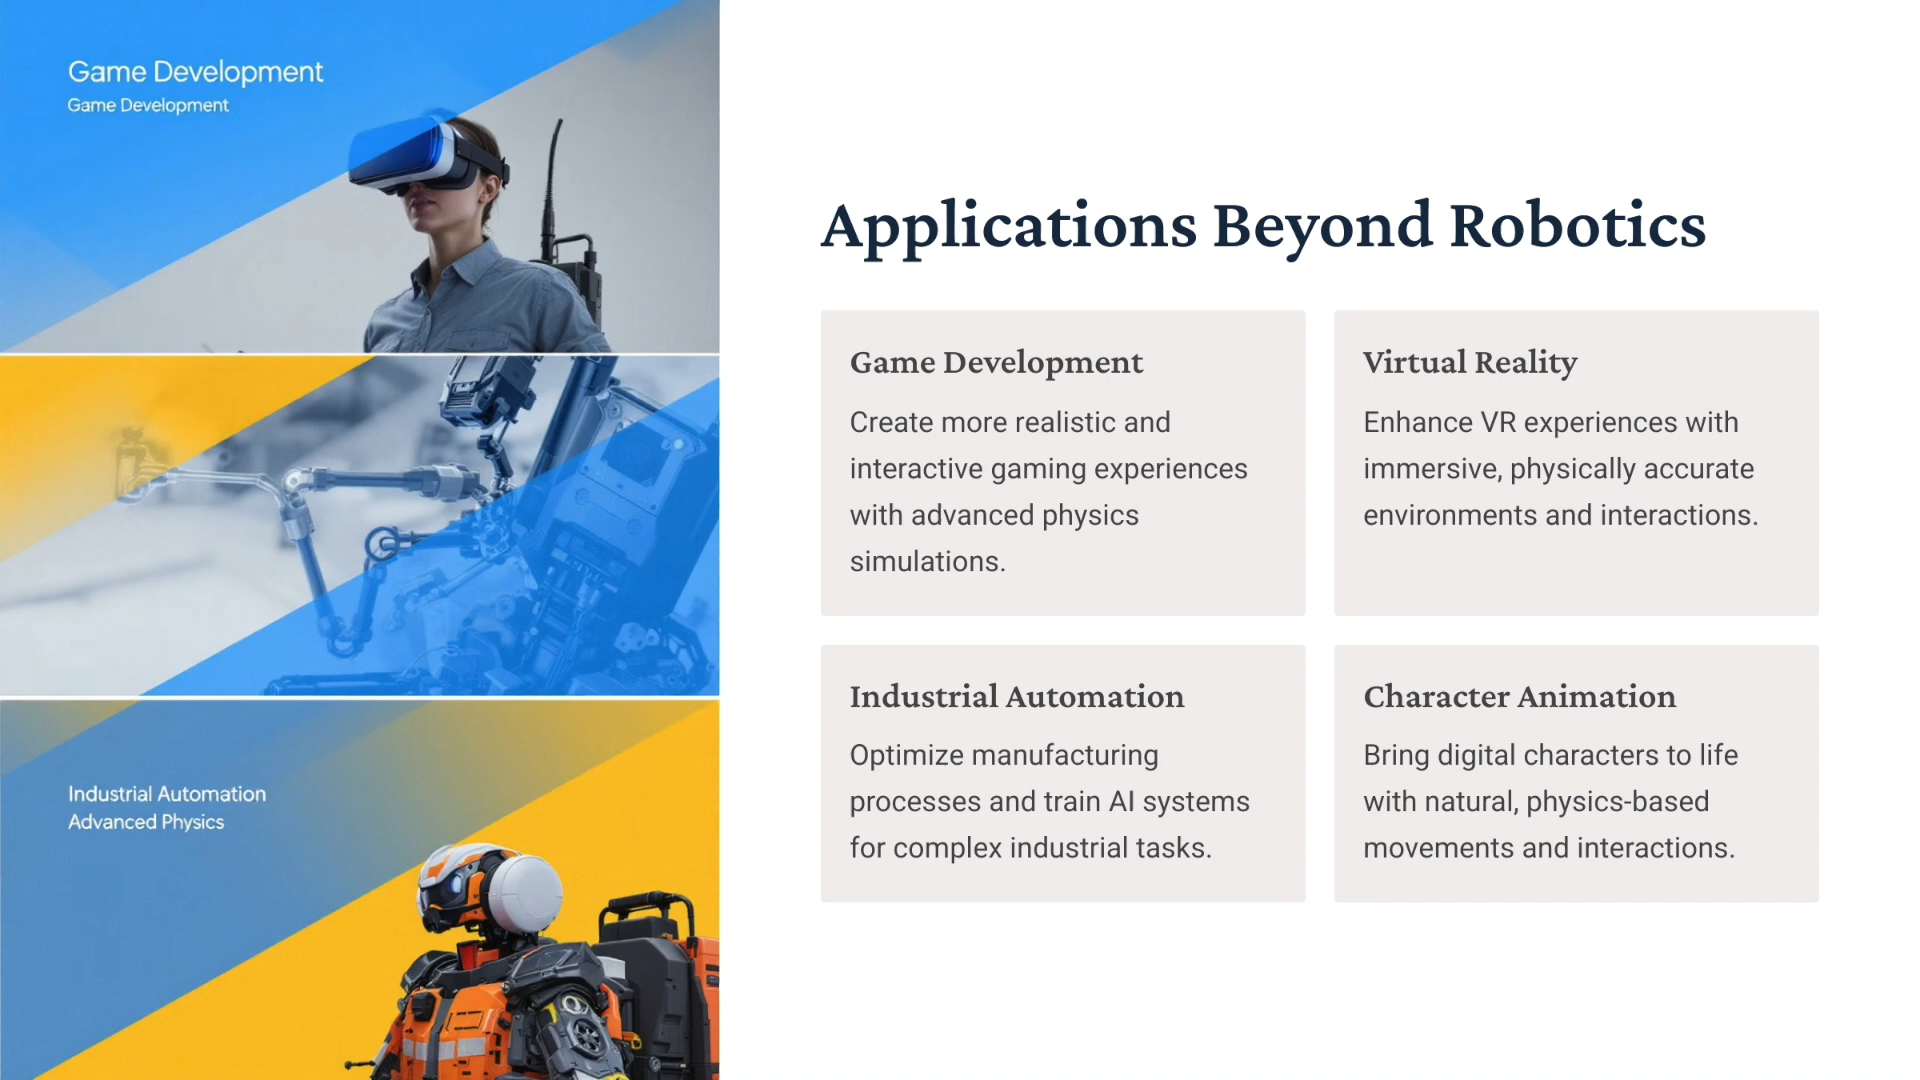 Game Development
Game Development
Industrial Automation
Advanced Physics
Applications Beyond Robotics
Game Development
Create more realistic and
interactive gaming experiences
with advanced physics
simulations.
Virtual Reality
Enhance VR experiences with
immersive, physically accurate
environments and interactions.
Industrial Automation
Optimize manufacturing
processes and train AI systems
for complex industrial tasks.
Character Animation
Bring digital characters to life
with natural, physics-based
movements and interactions.